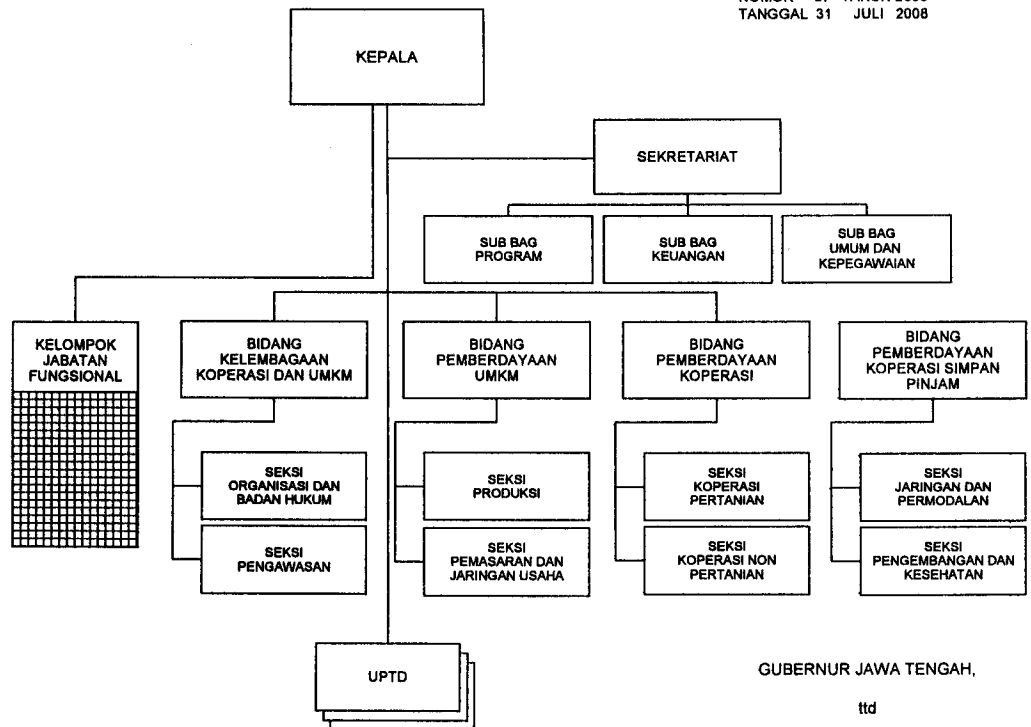 TANGGAL 31 JULI 2008
KEPALA
SEKRETARIAT
SUB BAG
PROGRAM
SUB BAG
KEUANGAN
SUB BAG
UMUM DAN
KEPEGAWAIAN
KELOMPOK
JABATAN
FUNGSIONAL
BIDANG
KELEMBAGAAN
KOPERASI DAN UMKM
BIDANG
PEMBERDAYAAN
UMKM
BIDANG
PEMBERDAYAAN
KOPERASI
BIDANG
PEMBERDAYAAN
KOPERASI SIMPAN
PINJAM
SEKSI
ORGANISASI DAN
BADAN HUKUM
SEKSI
PENGAWASAN
SEKSI
PRODUKSI
SEKSI
PEMASARAN DAN
JARINGAN USAHA
SEKSI
KOPERASI
PERTANIAN
SEKSI
KOPERASI NON
PERTANIAN
SEKSI
JARINGAN DAN
PERMODALAN
SEKSI
PENGEMBANGAN DAN
KESEHATAN
UPTD
GUBERNUR JAWA TENGAH,
ttd